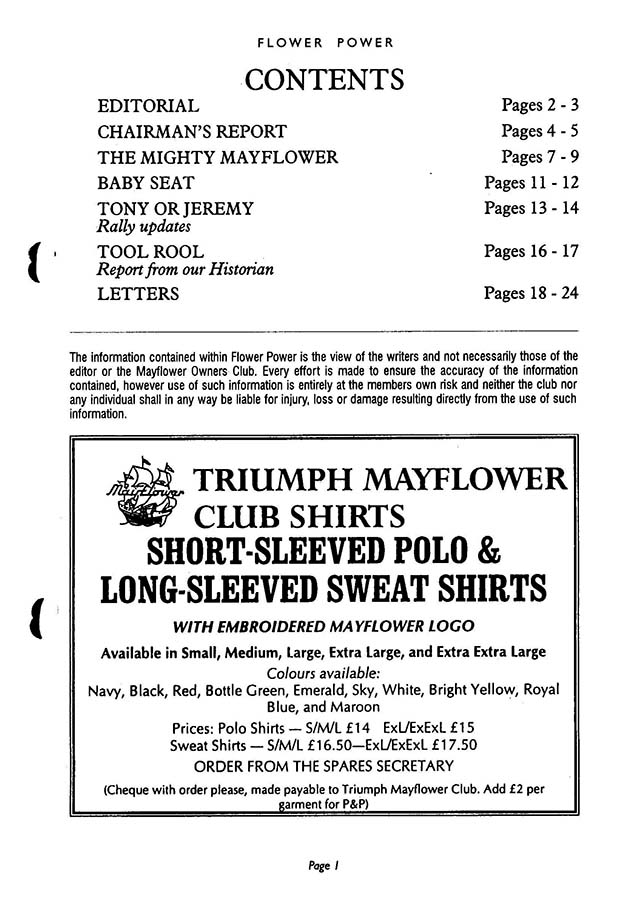 FLOWER POWER
CONTENTS
EDITORIAL Pages 2 - 3
CHAIRMAN'S REPORT Pages 4 - 5
THE MIGHTY MAYFLOWER Pages 7 - 9
BABY SEAT Pages 11 - 12
TONY OR JEREMY Pages 13 - 14
Rally updates
TOOL ROOL Pages 16 - 17
Report from our Historian
LETTERS Pages 18 - 24
The information contained within Flower Power is the view of the writers and not necessarily those of the
editor or the Mayflower Owners Club. Every effort is made to ensure the accuracy of the information
contained, however use of such information is entirely at the members own risk and neither the club nor
any individual shall in any way be liable for injury, loss or damage resulting directly from the use of such
information.
Mayflower
TRIUMPH MAYFLOWER
CLUB SHIRTS
SHORT-SLEEVED POLO &
LONG-SLEEVED SWEAT SHIRTS
WITH EMBROIDERED MAYFLOWER LOGO
Available in Small, Medium, Large, Extra Large, and Extra Extra Large
Colours available:
Navy, Black, Red, Bottle Green, Emerald, Sky, White, Bright Yellow, Royal
Blue, and Maroon
Prices: Polo Shirts — S/M/L £14 ExL/ExExL £15
Sweat Shirts — S/M/L £16.50—ExL/ExExL £17.50
ORDER FROM THE SPARES SECRETARY
(Cheque with order please, made payable to Triumph Mayflower Club. Add £2 per
garment for P&P)
Page 1